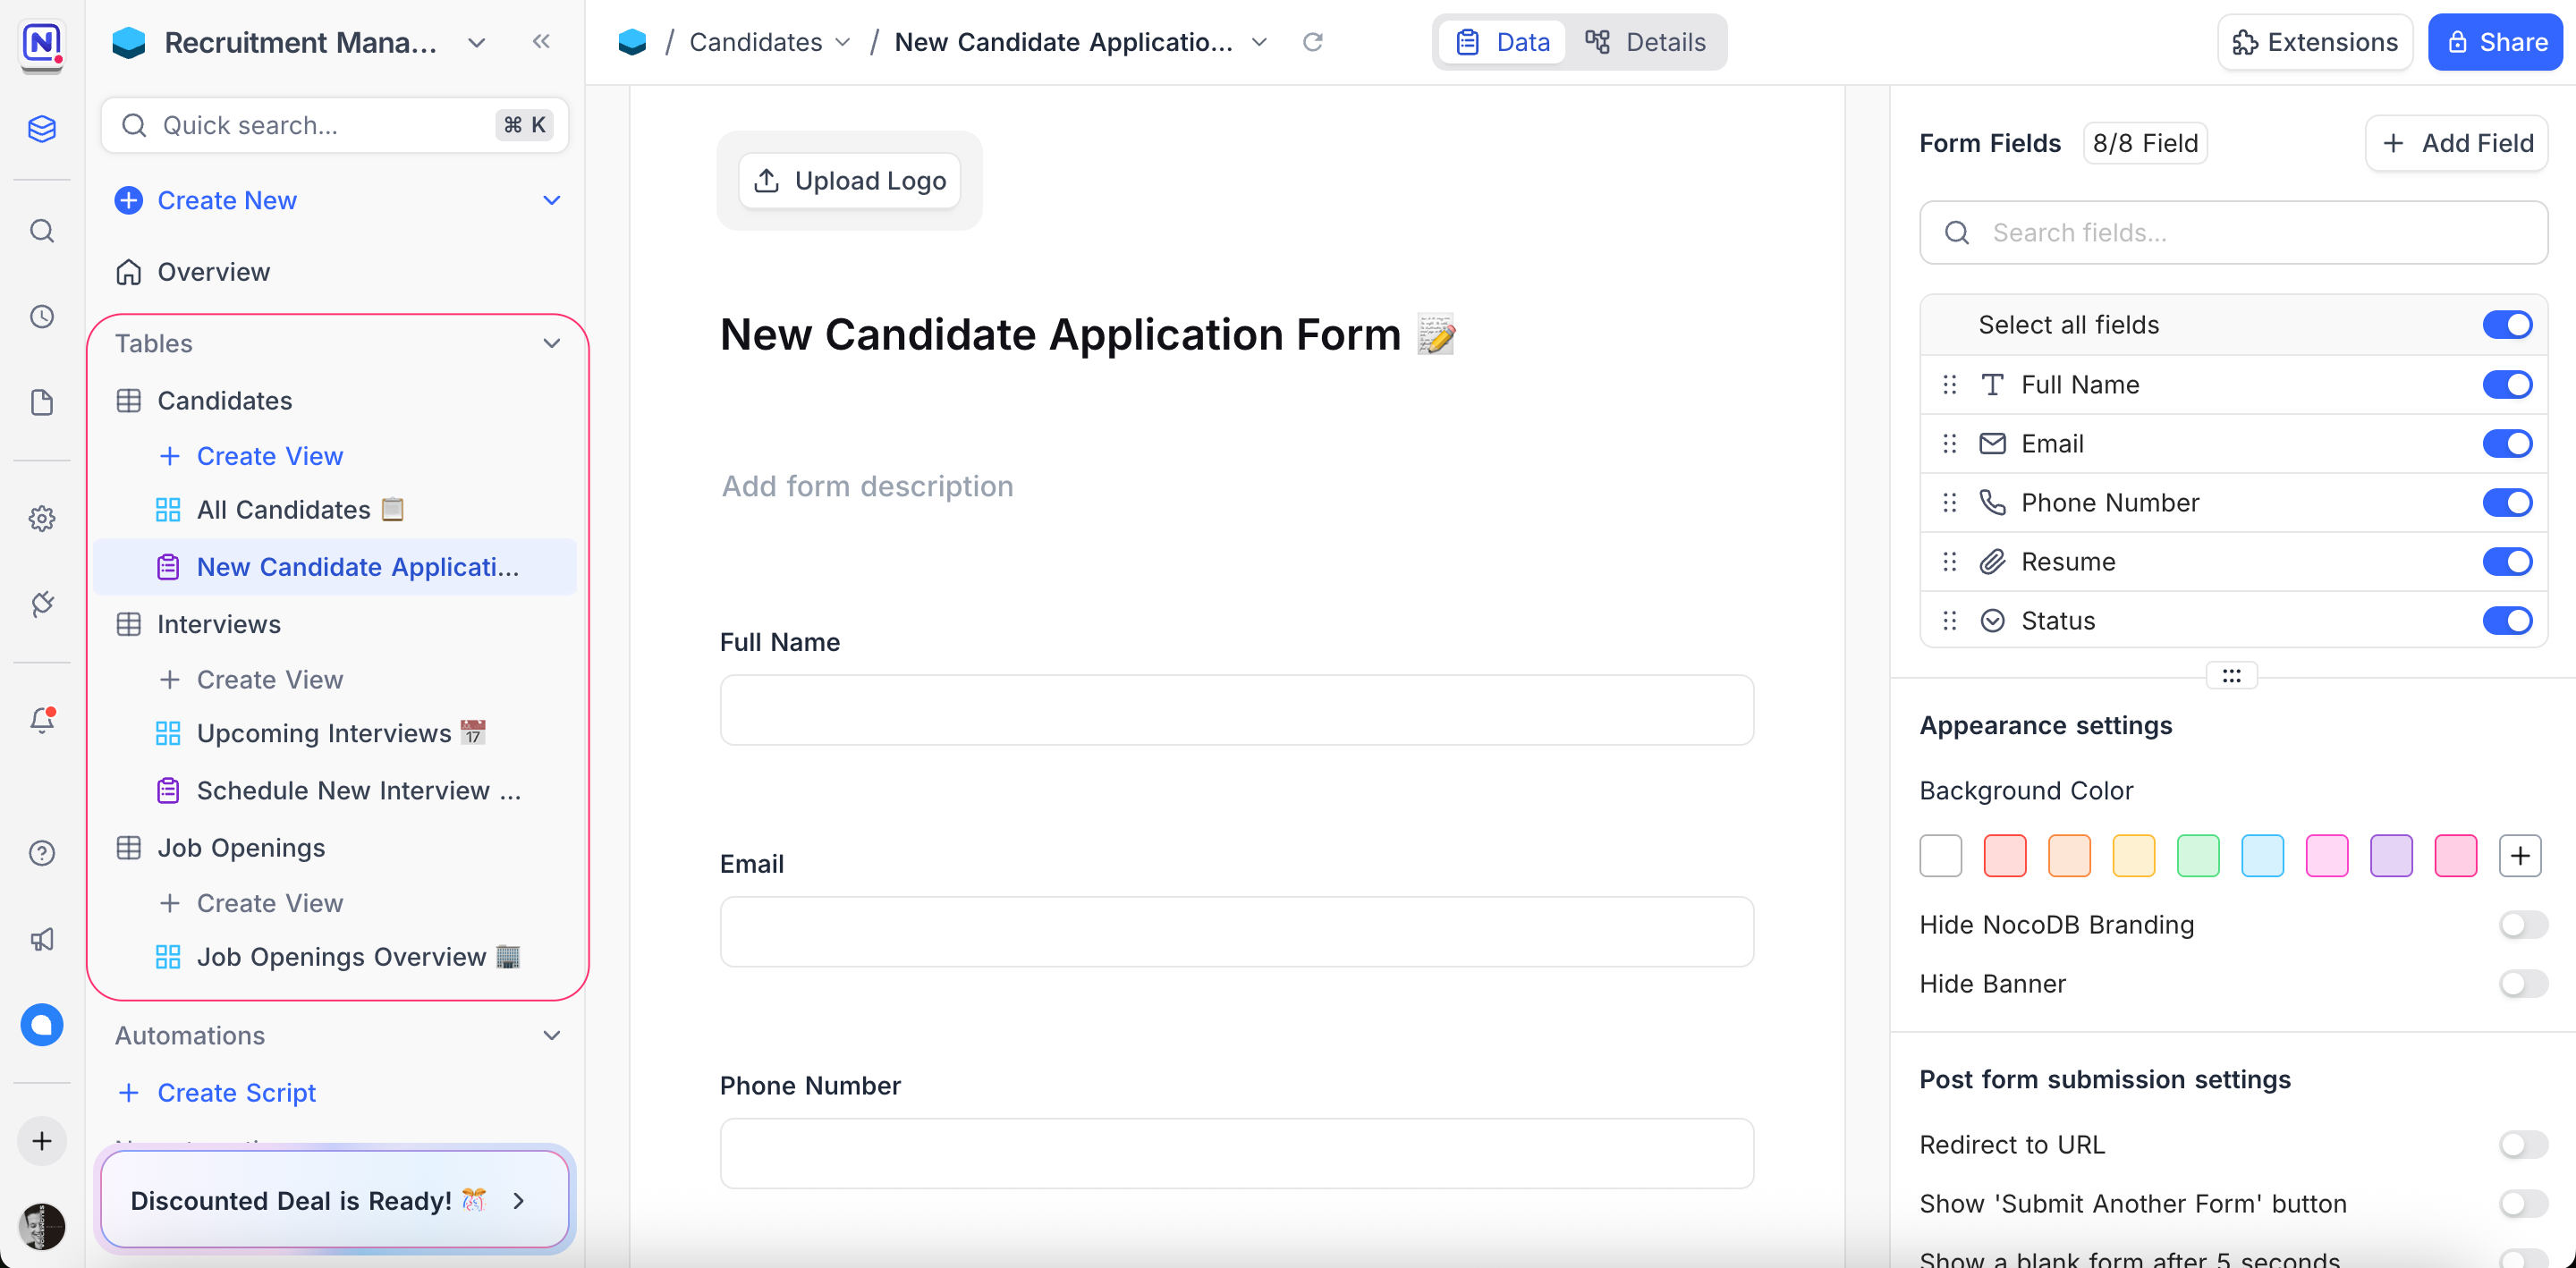 Recruitment Mana...
Quick search...
⌘ K
Create New
Overview
Tables
Candidates
Create View
All Candidates 📋
New Candidate Applicati...
Interviews
Create View
Upcoming Interviews 📅
Schedule New Interview ...
Job Openings
Create View
Job Openings Overview 🏢
Automations
Create Script
Discounted Deal is Ready! 🎊
/ Candidates / New Candidate Applicatio...
Data
Details
Extensions
Share
Upload Logo
New Candidate Application Form 📝
Add form description
Full Name
Email
Phone Number
Form Fields
8/8 Field
Add Field
Search fields...
Select all fields
Full Name
Email
Phone Number
Resume
Status
Appearance settings
Background Color
Hide NocoDB Branding
Hide Banner
Post form submission settings
Redirect to URL
Show 'Submit Another Form' button
Show a blank form after 5 seconds